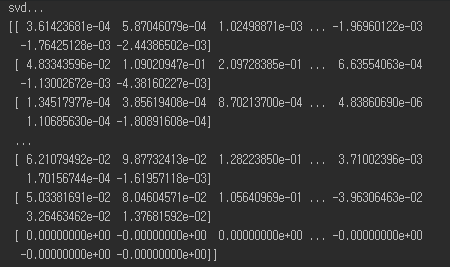 svd...
[[ 3.61423681e-04  5.87046079e-04  1.02498871e-03 ... -1.96960122e-03
  -1.76425128e-03 -2.44386502e-03]
 [ 4.83343596e-02  1.09020947e-01  2.09728385e-01 ...  6.63554063e-04
  -1.13002672e-03 -4.38160227e-03]
 [ 1.34517977e-04  3.85619408e-04  8.70213700e-04 ...  4.83860690e-06
   1.10685630e-04 -1.80891608e-04]
 ...
 [ 6.21079492e-02  9.87732413e-02  1.28223850e-01 ...  3.71002396e-03
   1.70156744e-04 -1.61957118e-03]
 [ 5.03381691e-02  8.04604571e-02  1.05640969e-01 ... -3.96306463e-02
   3.26463462e-02  1.37681592e-02]
 [ 0.00000000e+00 -0.00000000e+00  0.00000000e+00 ... -0.00000000e+00
  -0.00000000e+00 -0.00000000e+00]]